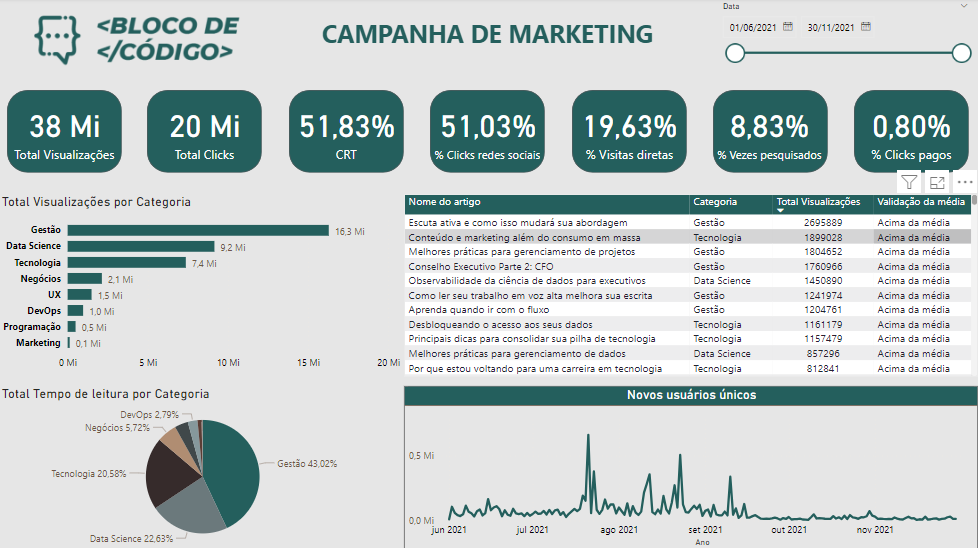 <BLOCO DE
</CÓDIGO>
CAMPANHA DE MARKETING
Data
01/06/2021
30/11/2021
38 Mi
Total Visualizações
20 Mi
Total Clicks
51,83%
CRT
51,03%
% Clicks redes sociais
19,63%
% Visitas diretas
8,83%
% Vezes pesquisados
0,80%
% Clicks pagos
Total Visualizações por Categoria
Gestão 16,3 Mi
Data Science 9,2 Mi
Tecnologia 7,4 Mi
Negócios 2,1 Mi
UX 1,5 Mi
DevOps 1,0 Mi
Programação 0,5 Mi
Marketing 0,1 Mi
0 Mi 5 Mi 10 Mi 15 Mi 20 Mi
Nome do artigo Categoria Total Visualizações Validação da média
Escuta ativa e como isso mudará sua abordagem Gestão 2695889 Acima da média
Conteúdo e marketing além do consumo em massa Tecnologia 1899028 Acima da média
Melhores práticas para gerenciamento de projetos Gestão 1804652 Acima da média
Conselho Executivo Parte 2: CFO Gestão 1760966 Acima da média
Observabilidade da ciência de dados para executivos Data Science 1450890 Acima da média
Como ler seu trabalho em voz alta melhora sua escrita Gestão 1241974 Acima da média
Aprenda quando ir com o fluxo Gestão 1204761 Acima da média
Desbloqueando o acesso aos seus dados Tecnologia 1161179 Acima da média
Principais dicas para consolidar sua pilha de tecnologia Tecnologia 1157479 Acima da média
Melhores práticas para gerenciamento de dados Data Science 857296 Acima da média
Por que estou voltando para uma carreira em tecnologia Tecnologia 812841 Acima da média
Total Tempo de leitura por Categoria
DevOps 2,79%
Negócios 5,72%
Gestão 43,02%
Tecnologia 20,58%
Data Science 22,63%
Novos usuários únicos
0,5 Mi
0,0 Mi
jun 2021 jul 2021 ago 2021 set 2021 out 2021 nov 2021
Ano